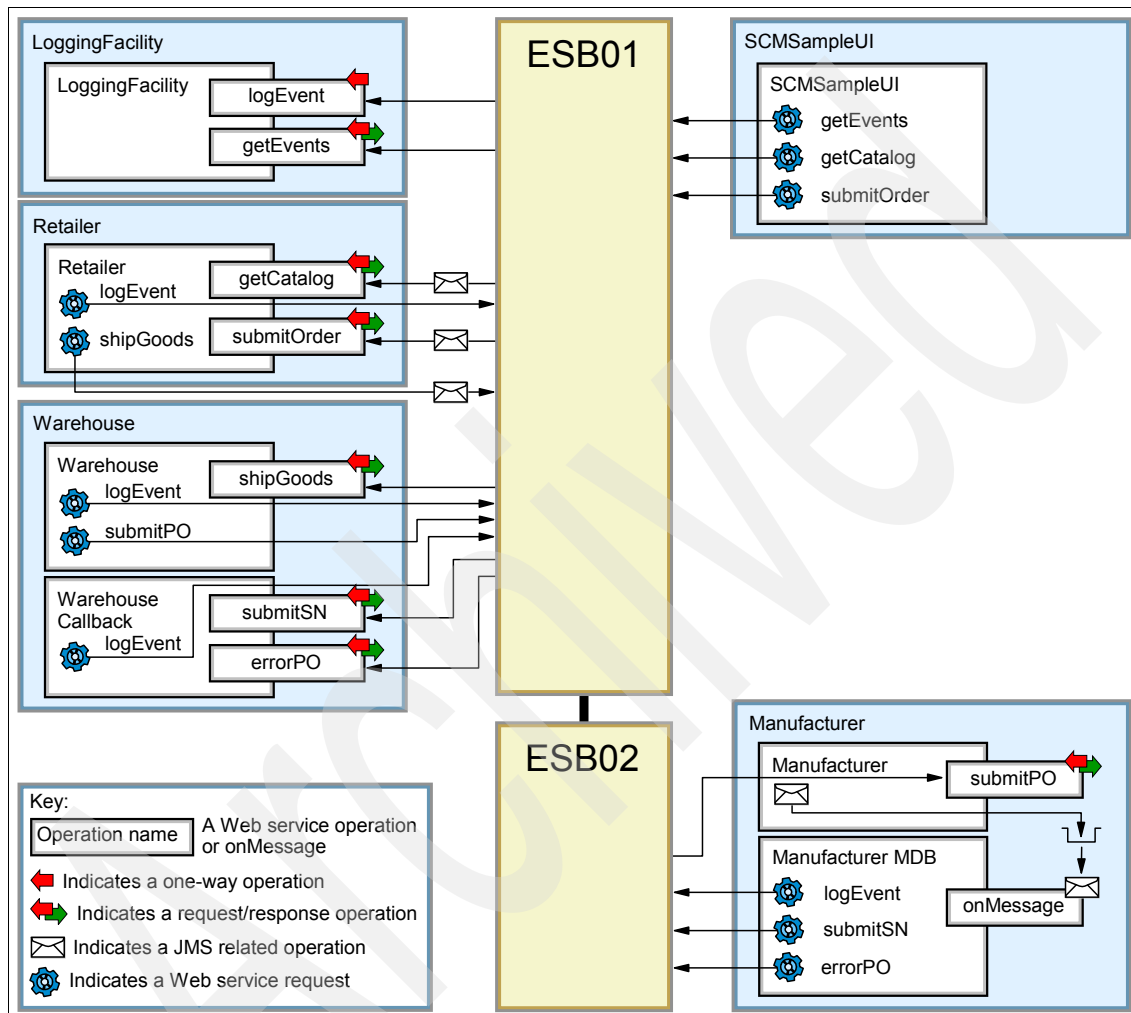 LoggingFacility
LoggingFacility
logEvent
getEvents
ESB01
SCMSampleUI
SCMSampleUI
getEvents
getCatalog
submitOrder
Retailer
Retailer
logEvent
shipGoods
getCatalog
submitOrder
Warehouse
Warehouse
logEvent
submitPO
shipGoods
Warehouse
Callback
logEvent
submitSN
errorPO
ESB02
Manufacturer
Manufacturer
submitPO
Manufacturer MDB
logEvent
submitSN
errorPO
onMessage
Key:
Operation name
A Web service operation
or onMessage
Indicates a one-way operation
Indicates a request/response operation
Indicates a JMS related operation
Indicates a Web service request
Archived